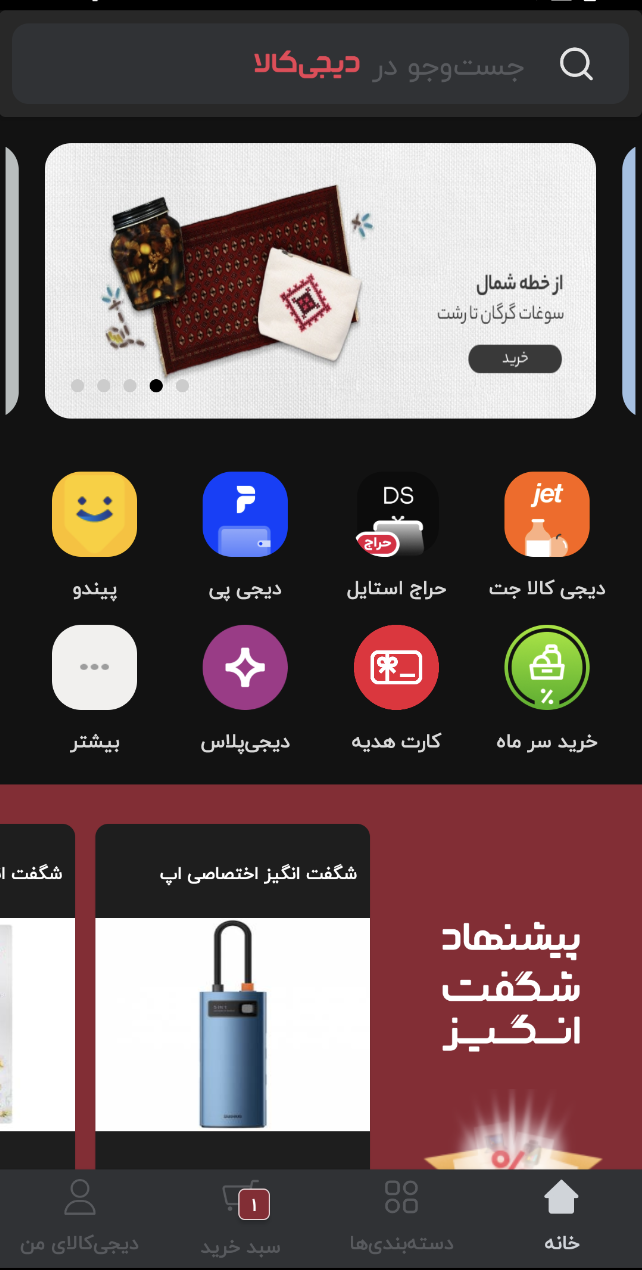 جست‌وجو در دیجی‌کالا
از خطه شمال
سوغات گرگان تا رشت
خرید
jet
DS
حراج
دیجی کالا جت
حراج استایل
دیجی پی
پیندو
%
خرید سر ماه
کارت هدیه
دیجی‌پلاس
بیشتر
پیشنهاد
شگفت
انگیز
%
شگفت انگیز اختصاصی اپ
شگفت
خانه
دسته‌بندی‌ها
۱
سبد خرید
دیجی‌کالای من